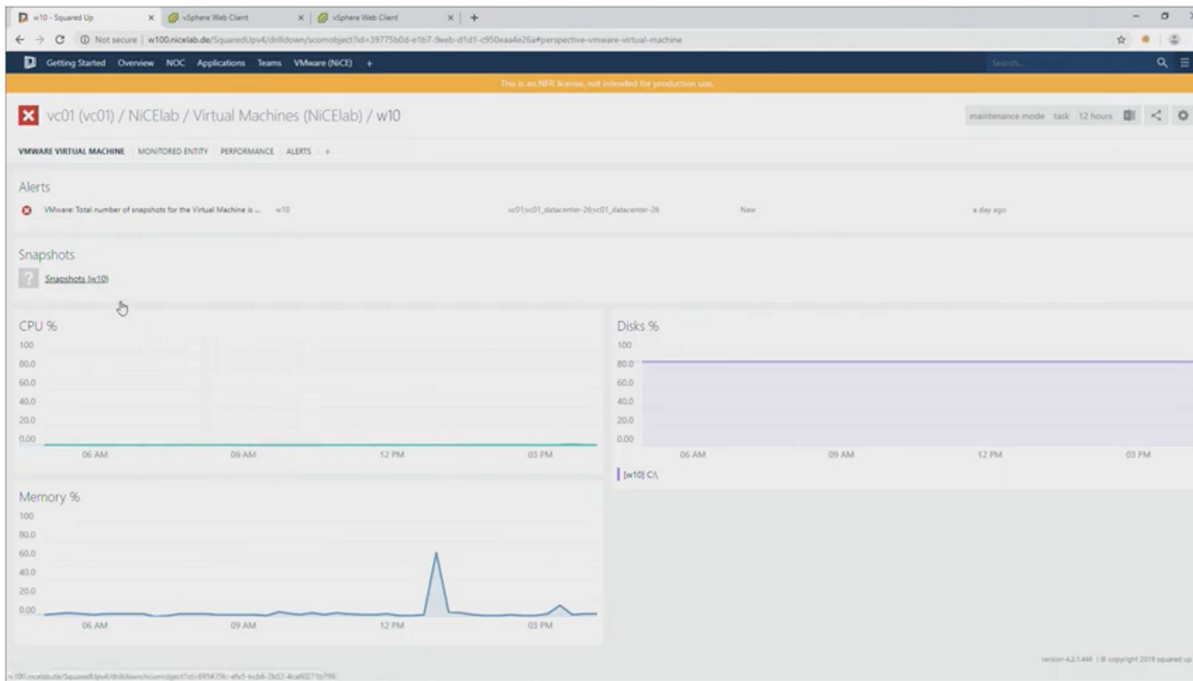 w10 - Squared Up vSphere Web Client vSphere Web Client
Not secure | w100.nicelab.de/SquaredUpv4/drilldown/scomobject?id=39775b0d-e1b7-9eeb-d1d1-c950eaa4e26a#perspective-vmware-virtual-machine
Getting Started Overview NOC Applications Teams VMware (NiCE) + Search...
This is an NFR license, not intended for production use.
vc01 (vc01) / NiCElab / Virtual Machines (NiCElab) / w10 maintenance mode task 12 hours
VMWARE VIRTUAL MACHINE MONITORED ENTITY PERFORMANCE ALERTS +
Alerts
VMware: Total number of snapshots for the Virtual Machine is ... w10 vc01;vc01_datacenter-26;vc01_datacenter-26 New a day ago
Snapshots
Snapshots (w10)
CPU %
100
80.0
60.0
40.0
20.0
0.00
06 AM 09 AM 12 PM 03 PM
Disks %
100
80.0
60.0
40.0
20.0
0.00
06 AM 09 AM 12 PM 03 PM
[w10] C:\
Memory %
100
80.0
60.0
40.0
20.0
0.00
06 AM 09 AM 12 PM 03 PM
version 4.2.1.446 | © copyright 2019 squared up